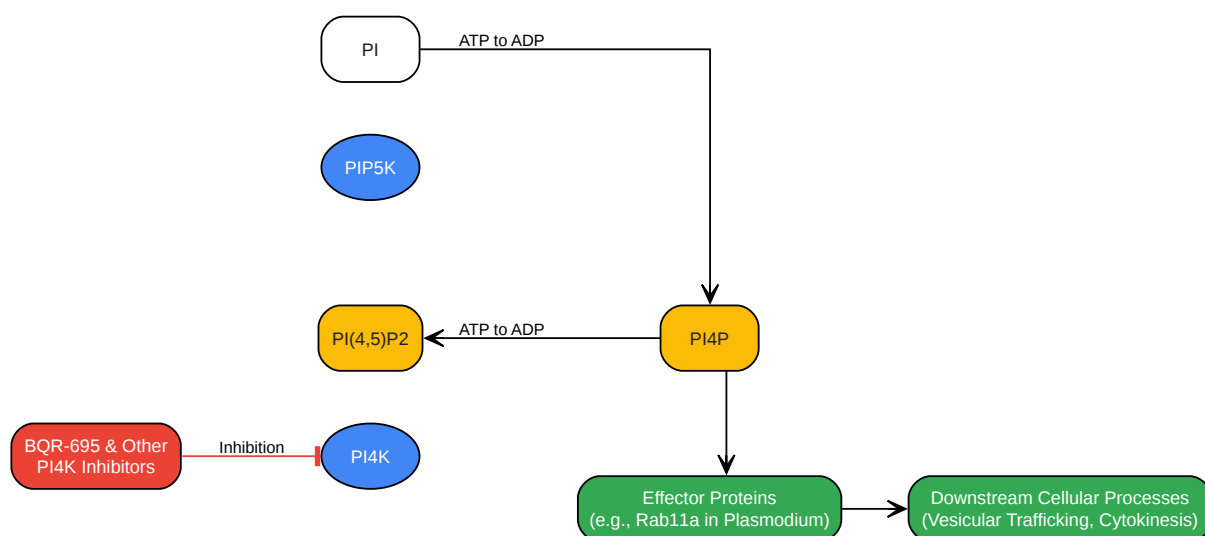 PI
ATP to ADP
PIP5K
PI(4,5)P2
ATP to ADP
PI4P
BQR-695 & Other
PI4K Inhibitors
Inhibition
PI4K
Effector Proteins
(e.g., Rab11a in Plasmodium)
Downstream Cellular Processes
(Vesicular Trafficking, Cytokinesis)